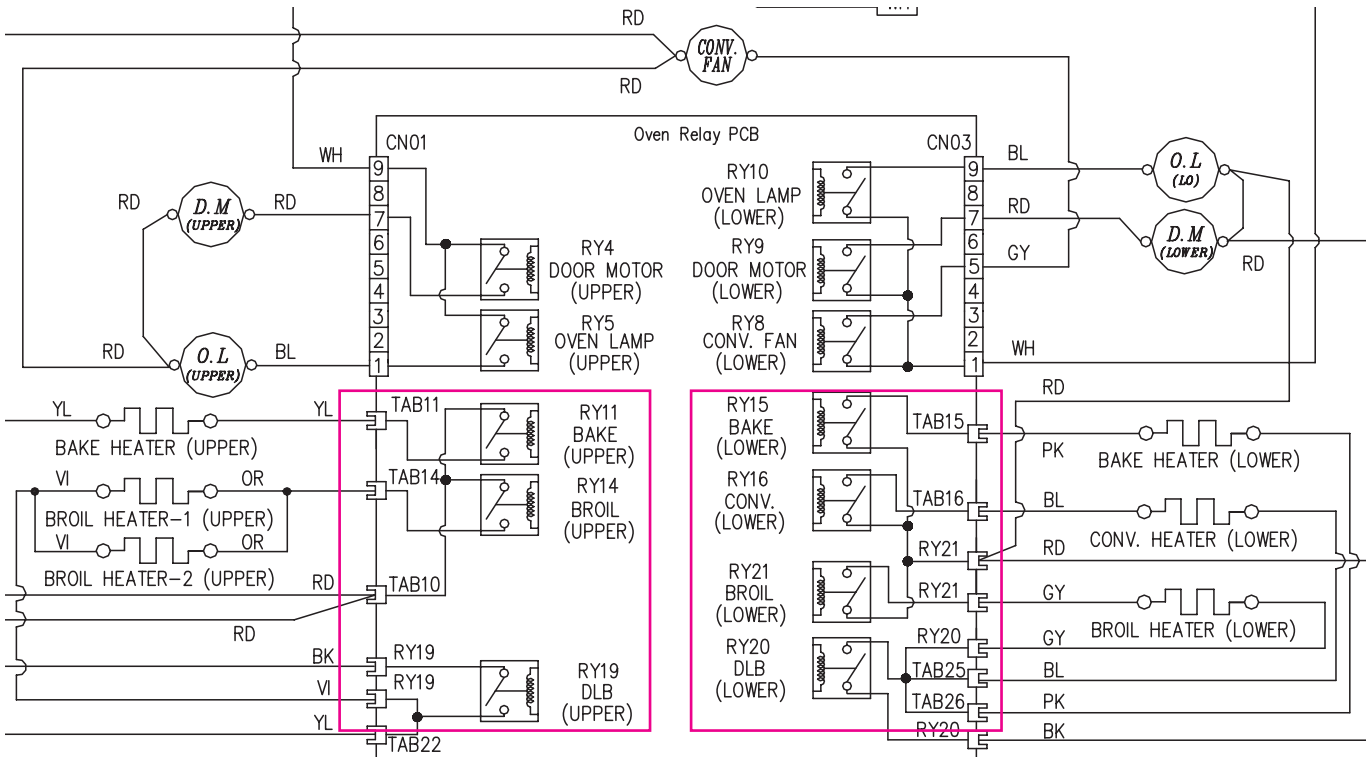 RD
CONV.
FAN
RD
Oven Relay PCB
CN01
CN03
WH
9
8
7
6
5
4
3
2
1
RD
D.M
(UPPER)
RD
RD
O.L
(UPPER)
BL
RY4
DOOR MOTOR
(UPPER)
RY5
OVEN LAMP
(UPPER)
RY10
OVEN LAMP
(LOWER)
RY9
DOOR MOTOR
(LOWER)
RY8
CONV. FAN
(LOWER)
9
8
7
6
5
4
3
2
1
BL
O.L
(LO)
RD
D.M
(LOWER)
RD
GY
WH
RD
YL
YL
BAKE HEATER (UPPER)
VI
OR
BROIL HEATER-1 (UPPER)
VI
OR
BROIL HEATER-2 (UPPER)
RD
RD
BK
VI
YL
TAB11
TAB14
TAB10
RY19
RY19
TAB22
RY11
BAKE
(UPPER)
RY14
BROIL
(UPPER)
RY19
DLB
(UPPER)
RY15
BAKE
(LOWER)
RY16
CONV.
(LOWER)
RY21
BROIL
(LOWER)
RY20
DLB
(LOWER)
TAB15
TAB16
RY21
RY21
RY20
TAB25
TAB26
RY20
PK
BAKE HEATER (LOWER)
BL
CONV. HEATER (LOWER)
RD
GY
BROIL HEATER (LOWER)
GY
BL
PK
BK